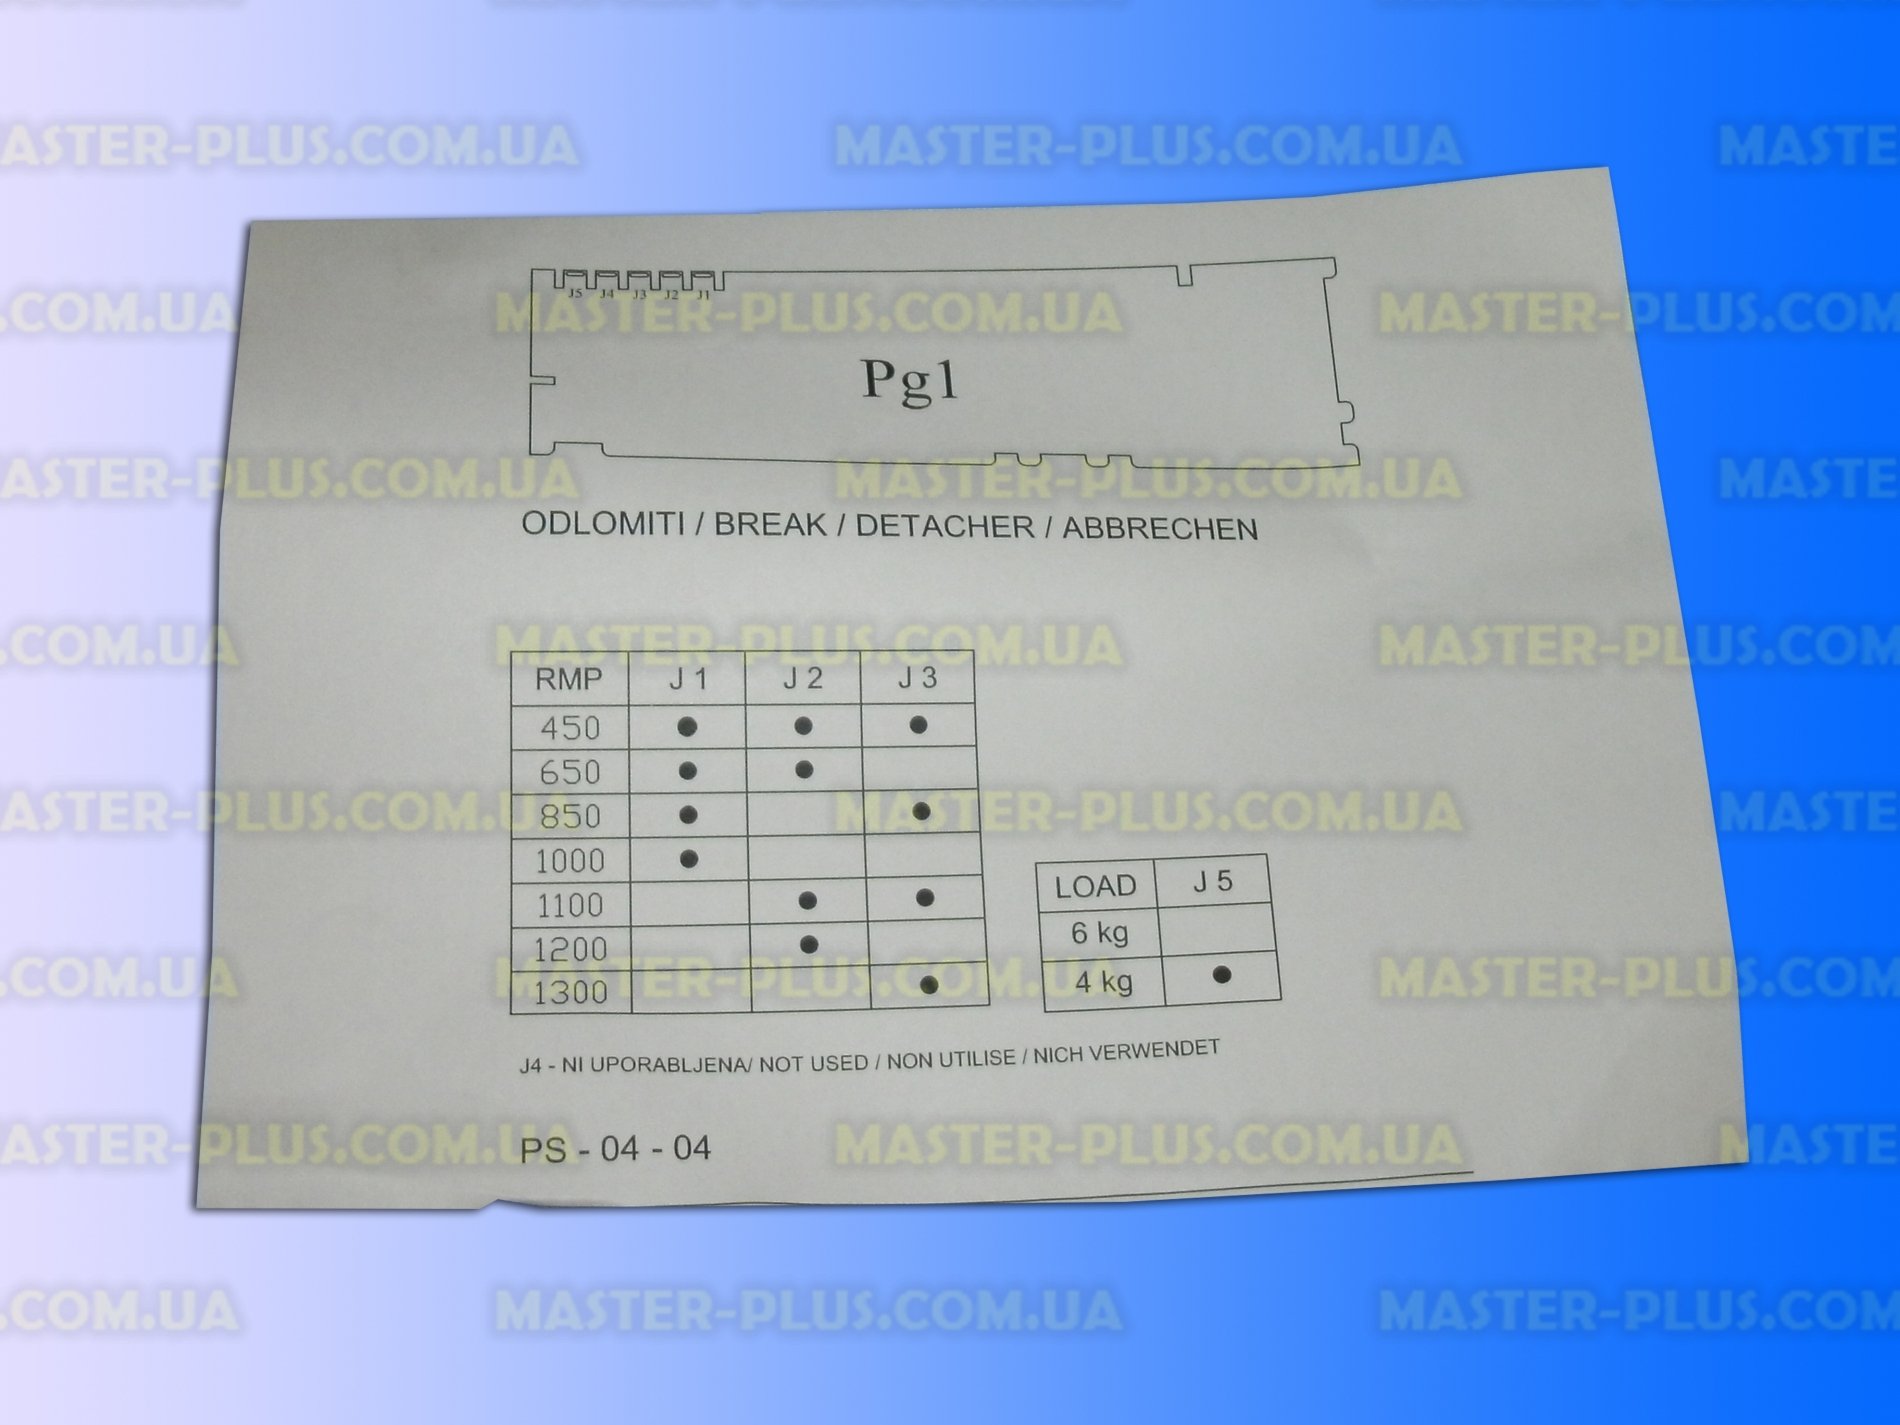 MASTER-PLUS.COM.UA
J5 J4 J3 J2 J1
Pg1
ODLOMITI / BREAK / DETACHER / ABBRECHEN
RMP J 1 J 2 J 3
450 ● ● ●
650 ● ●
850 ● ●
1000 ●
1100 ● ●
1200 ●
1300 ●
LOAD J 5
6 kg
4 kg ●
J4 - NI UPORABLJENA/ NOT USED / NON UTILISE / NICH VERWENDET
PS - 04 - 04